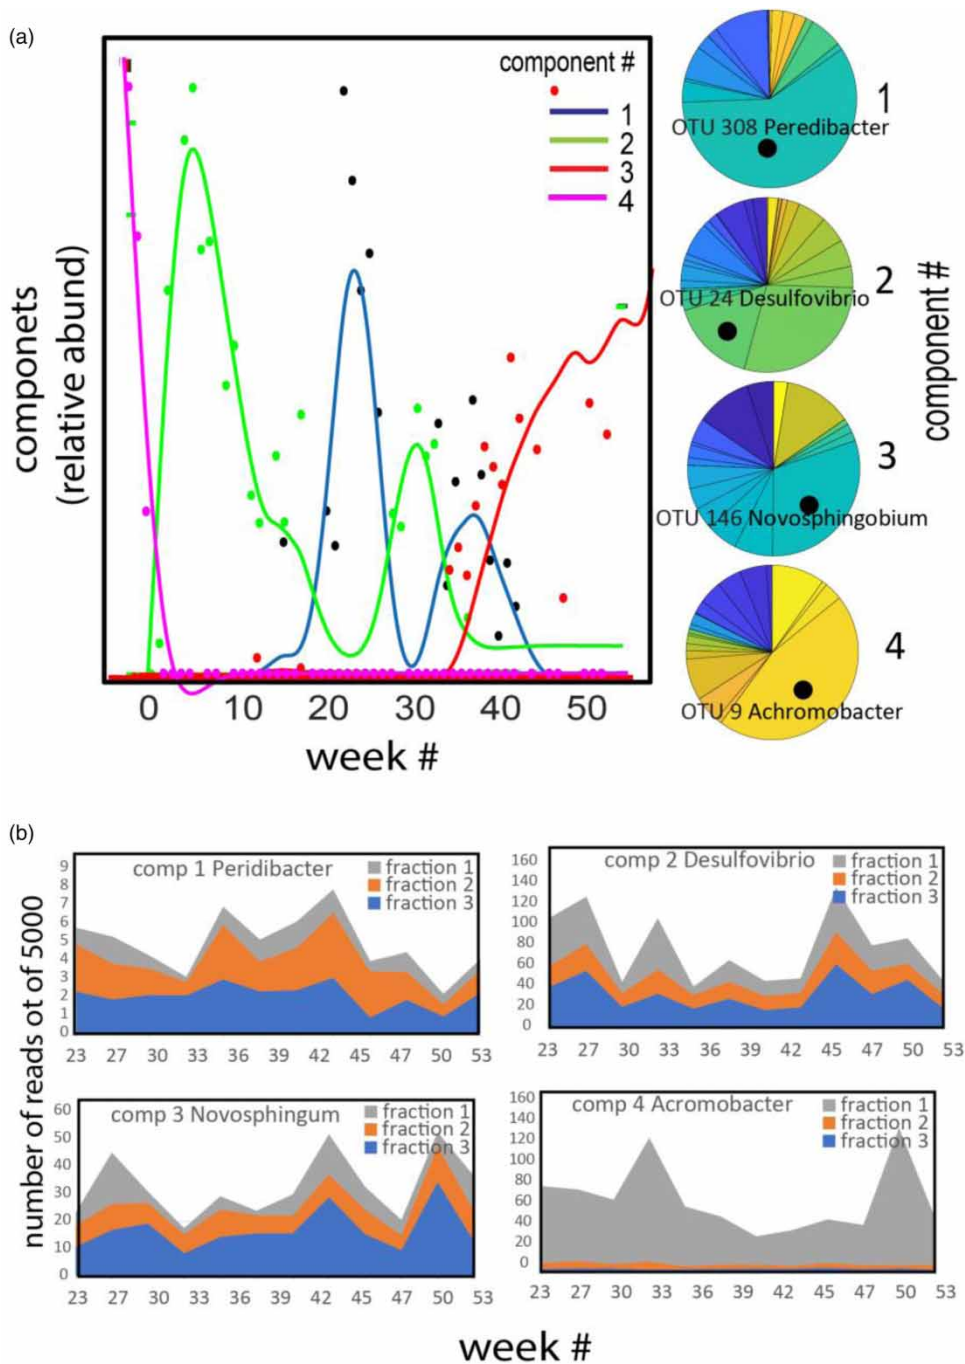 (a)
component #
1
2
3
4
componets
(relative abund)
0 10 20 30 40 50
week #
OTU 308 Peredibacter
1
OTU 24 Desulfovibrio
2
OTU 146 Novosphingobium
3
OTU 9 Achromobacter
4
component #
(b)
number of reads ot of 5000
comp 1 Peridibacter
fraction 1
fraction 2
fraction 3
9
8
7
6
5
4
3
2
1
0
23 27 30 33 36 39 42 44 47 50 53
comp 2 Desulfovibrio
fraction 1
fraction 2
fraction 3
160
140
120
100
80
60
40
20
0
23 27 30 33 36 39 42 44 47 50 53
comp 3 Novosphingum
fraction 1
fraction 2
fraction 3
60
50
40
30
20
10
0
23 27 30 33 36 39 42 44 47 50 53
comp 4 Acromobacter
fraction 1
fraction 2
fraction 3
160
140
120
100
80
60
40
20
0
23 27 30 33 36 39 42 45 47 50 53
week #